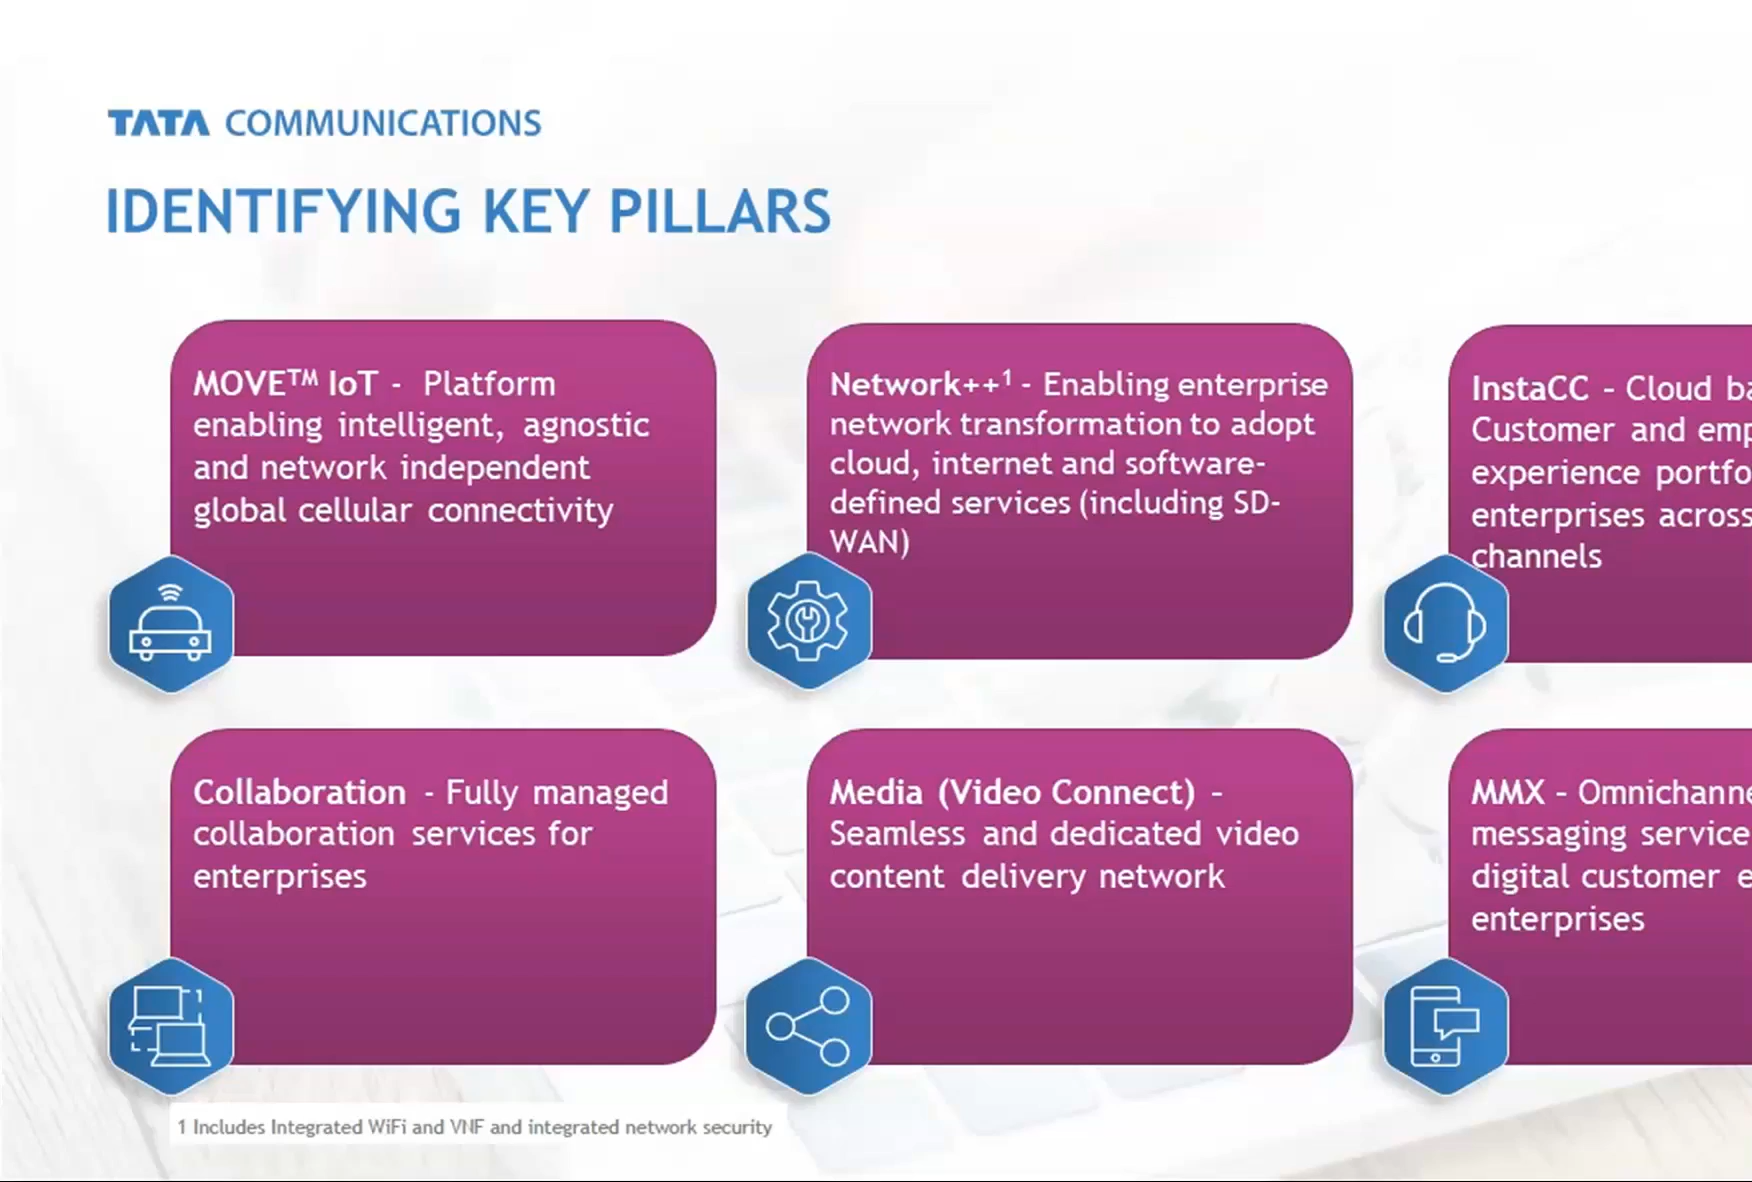 TATA COMMUNICATIONS
IDENTIFYING KEY PILLARS
MOVE™ IoT - Platform
enabling intelligent, agnostic
and network independent
global cellular connectivity
Network++¹ - Enabling enterprise
network transformation to adopt
cloud, internet and software-
defined services (including SD-
WAN)
InstaCC - Cloud
Customer and
experience
enterprises across
channels
Collaboration - Fully managed
collaboration services for
enterprises
Media (Video Connect) -
Seamless and dedicated video
content delivery network
MMX -
messaging
digital customer
enterprises
1 Includes Integrated WiFi and VNF and integrated network security